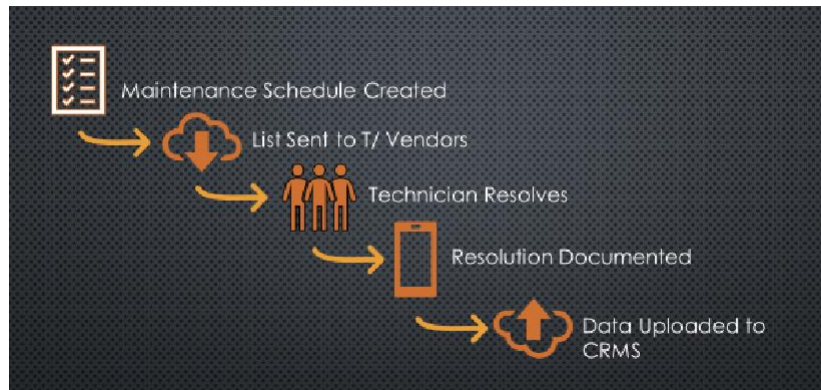 Maintenance Schedule Created
List Sent to T/ Vendors
Technician Resolves
Resolution Documented
Data Uploaded to
CRMS